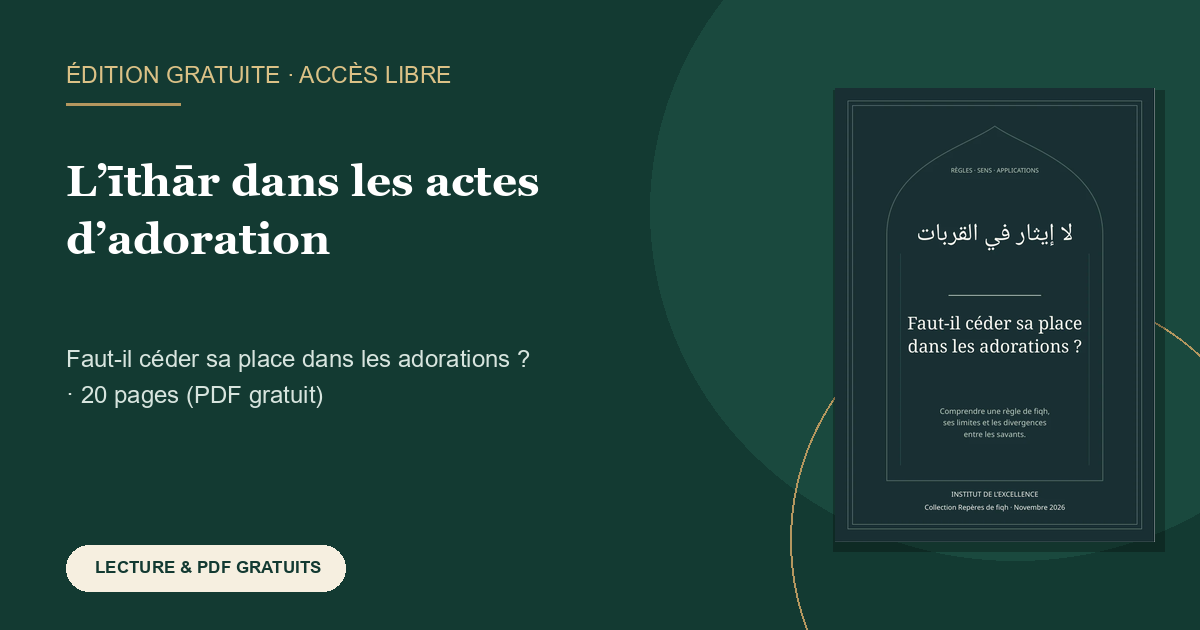 ÉDITION GRATUITE · ACCÈS LIBRE
L’īthār dans les actes
d’adoration
Faut-il céder sa place dans les adorations ?
· 20 pages (PDF gratuit)
LECTURE & PDF GRATUITS
RÈGLES · SENS · APPLICATIONS
لا إيثار في القربات
Faut-il céder sa place
dans les adorations ?
Comprendre une règle de fiqh,
ses limites et les divergences
entre les savants.
INSTITUT DE L’EXCELLENCE
Collection Repères de fiqh · Novembre 2026